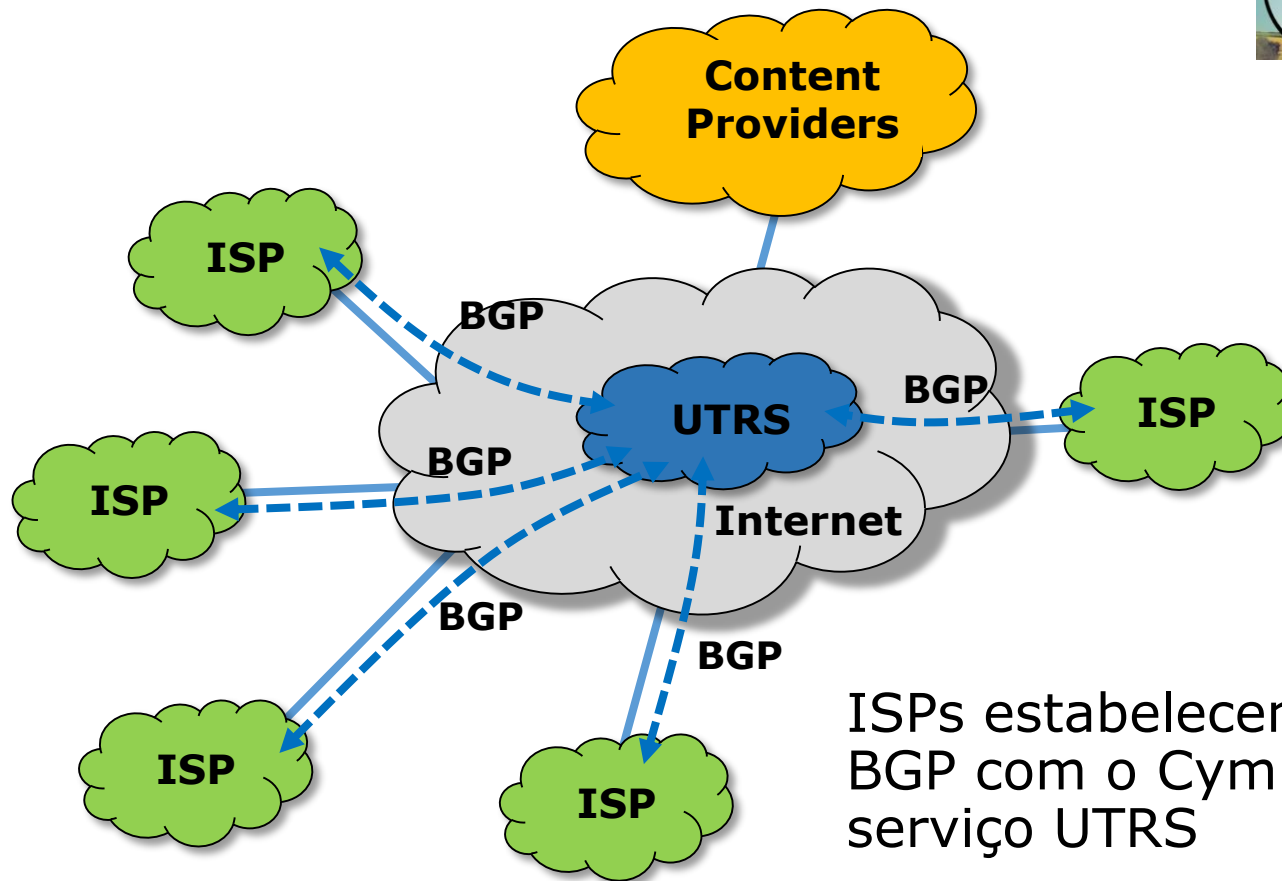 Content
Providers
ISP
BGP
UTRS
BGP
ISP
ISP
BGP
Internet
BGP
BGP
ISP
ISP
ISPs estabelecem
BGP com o Cym
serviço UTRS